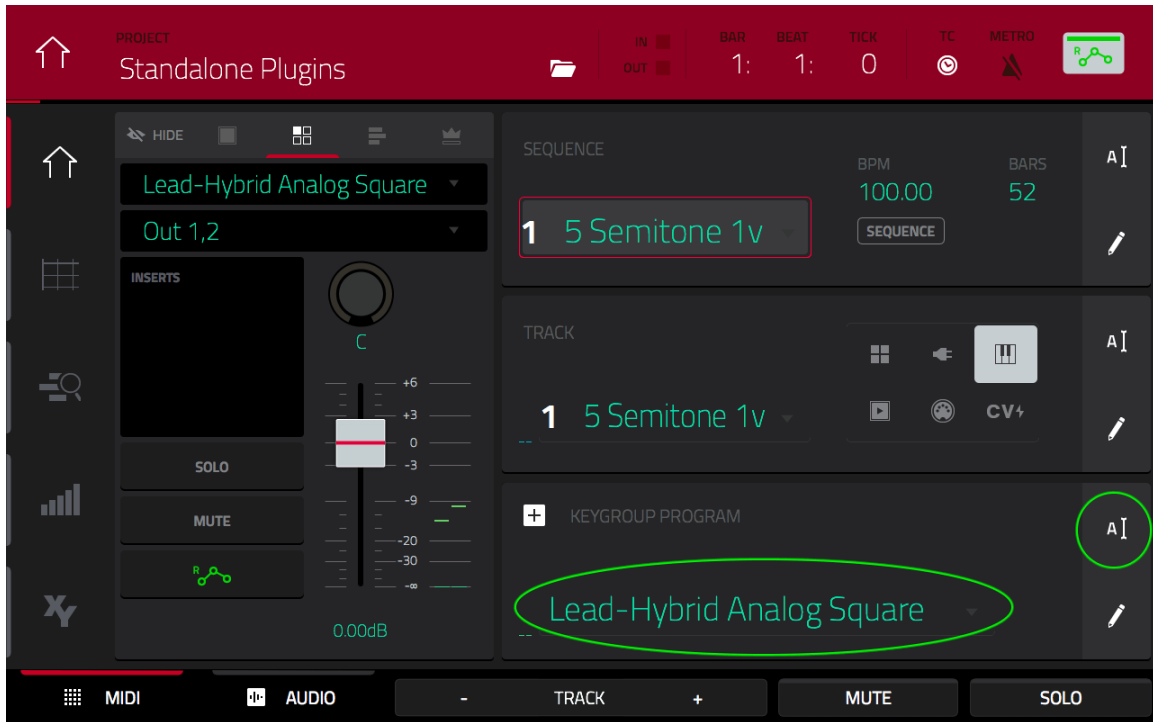 PROJECT
Standalone Plugins
IN
OUT
BAR BEAT TICK TC METRO
1: 1: 0
R
HIDE
Lead-Hybrid Analog Square
Out 1,2
INSERTS
C
+6
+3
0
-3
-9
-20
-30
-∞
SOLO
MUTE
R
0.00dB
SEQUENCE
1 5 Semitone 1v
BPM
100.00
SEQUENCE
BARS
52
A
TRACK
1 5 Semitone 1v
CV
A
KEYGROUP PROGRAM
Lead-Hybrid Analog Square
A
XY
MIDI AUDIO - TRACK + MUTE SOLO